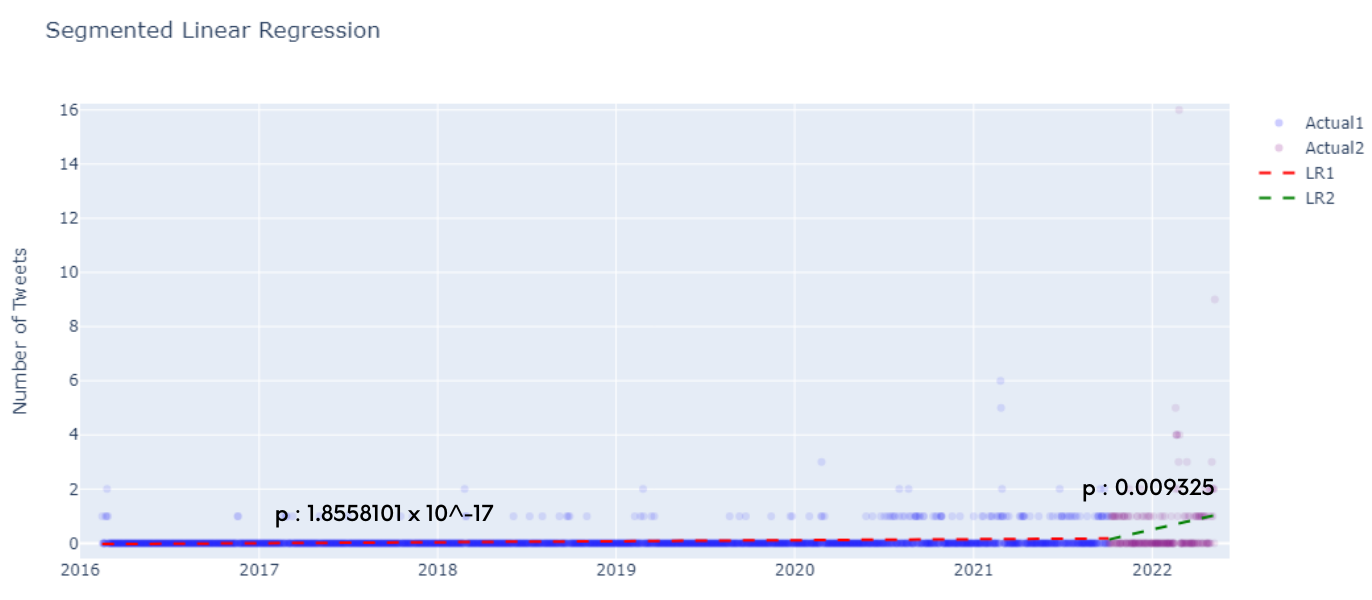 Segmented Linear Regression
Number of Tweets
16
14
12
10
8
6
4
2
0
2016 2017 2018 2019 2020 2021 2022
p : 1.8558101 x 10^-17
p : 0.009325
Actual1
Actual2
LR1
LR2